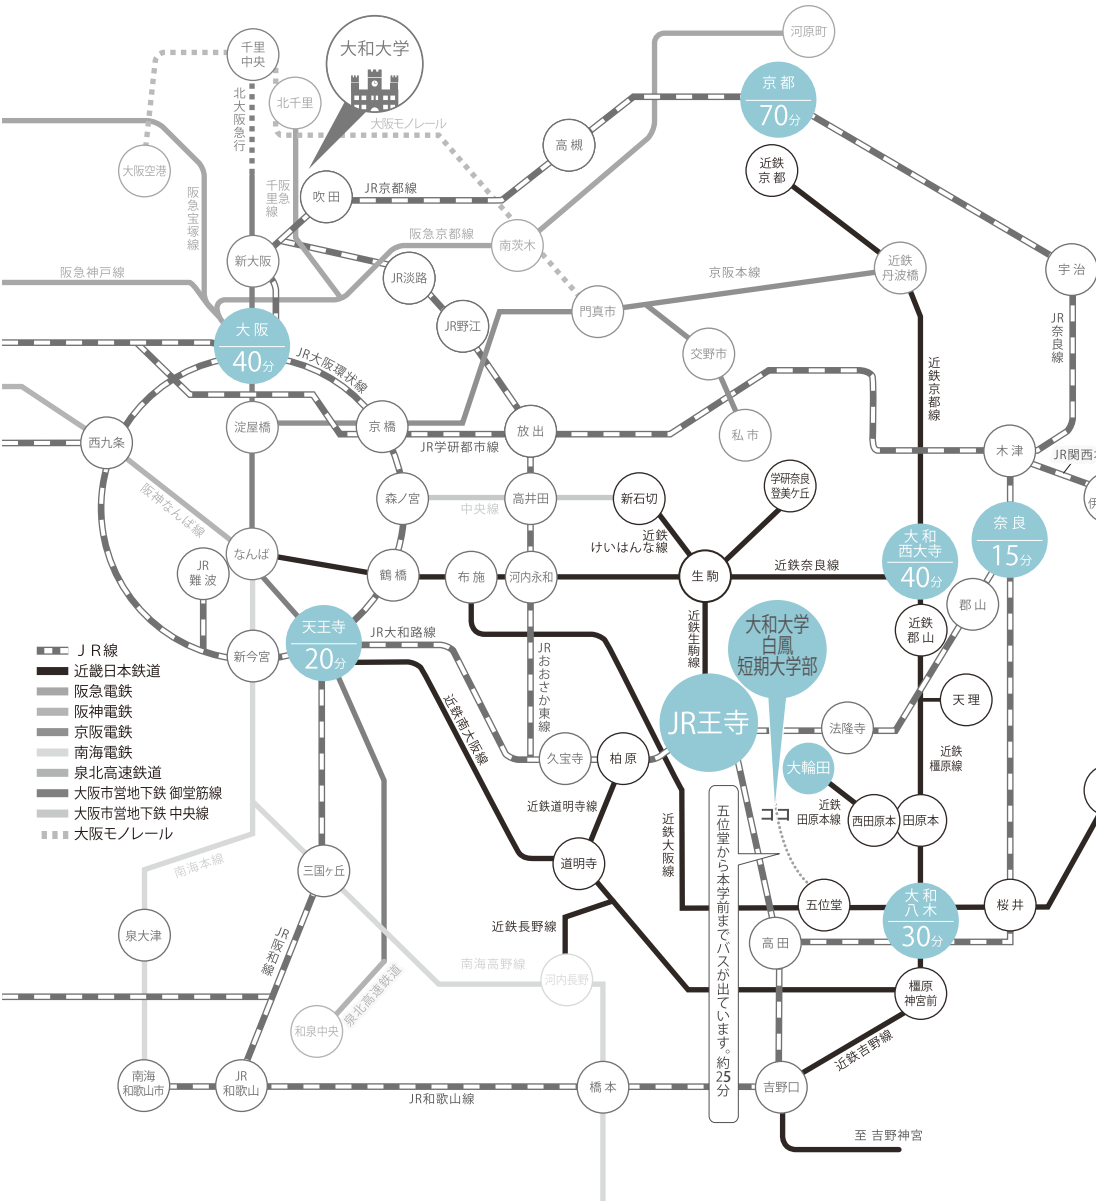 河原町
千里
中央
大和大学
北千里
京都
70分
北大阪急行
大阪モノレール
高槻
大阪空港
近鉄
京都
阪急宝塚線
千里線
阪急
吹田
JR京都線
阪急京都線
南茨木
新大阪
阪急神戸線
JR淡路
京阪本線
近鉄
丹波橋
宇治
門真市
JR野江
JR奈良線
大阪
40分
JR大阪環状線
交野市
近鉄京都線
西九条
淀屋橋
京橋
放出
私市
JR学研都市線
木津
JR関西本
阪神なんば線
森ノ宮
中央線
高井田
新石切
学研奈良
登美ケ丘
伊
近鉄
けいはんな線
なんば
JR
難波
鶴橋
布施
河内永和
生駒
近鉄奈良線
大和
西大寺
40分
奈良
15分
郡山
近鉄
郡山
天王寺
20分
JR大和路線
新今宮
JRおおさか東線
近鉄生駒線
大和大学
白鳳
短期大学部
JR線
近畿日本鉄道
阪急電鉄
阪神電鉄
京阪電鉄
南海電鉄
泉北高速鉄道
大阪市営地下鉄 御堂筋線
大阪市営地下鉄 中央線
大阪モノレール
近鉄南大阪線
JR王寺
法隆寺
天理
近鉄
橿原線
久宝寺
柏原
大輪田
近鉄道明寺線
近鉄大阪線
ココ
近鉄
田原本線
西田原本
田原本
五位堂から本学前までバスが出ています。約25分
道明寺
南海本線
三国ヶ丘
五位堂
大和
八木
30分
桜井
泉大津
JR阪和線
近鉄長野線
高田
南海高野線
河内長野
橿原
神宮前
和泉中央
泉北高速鉄道
近鉄吉野線
南海
和歌山市
JR
和歌山
JR和歌山線
橋本
吉野口
至 吉野神宮